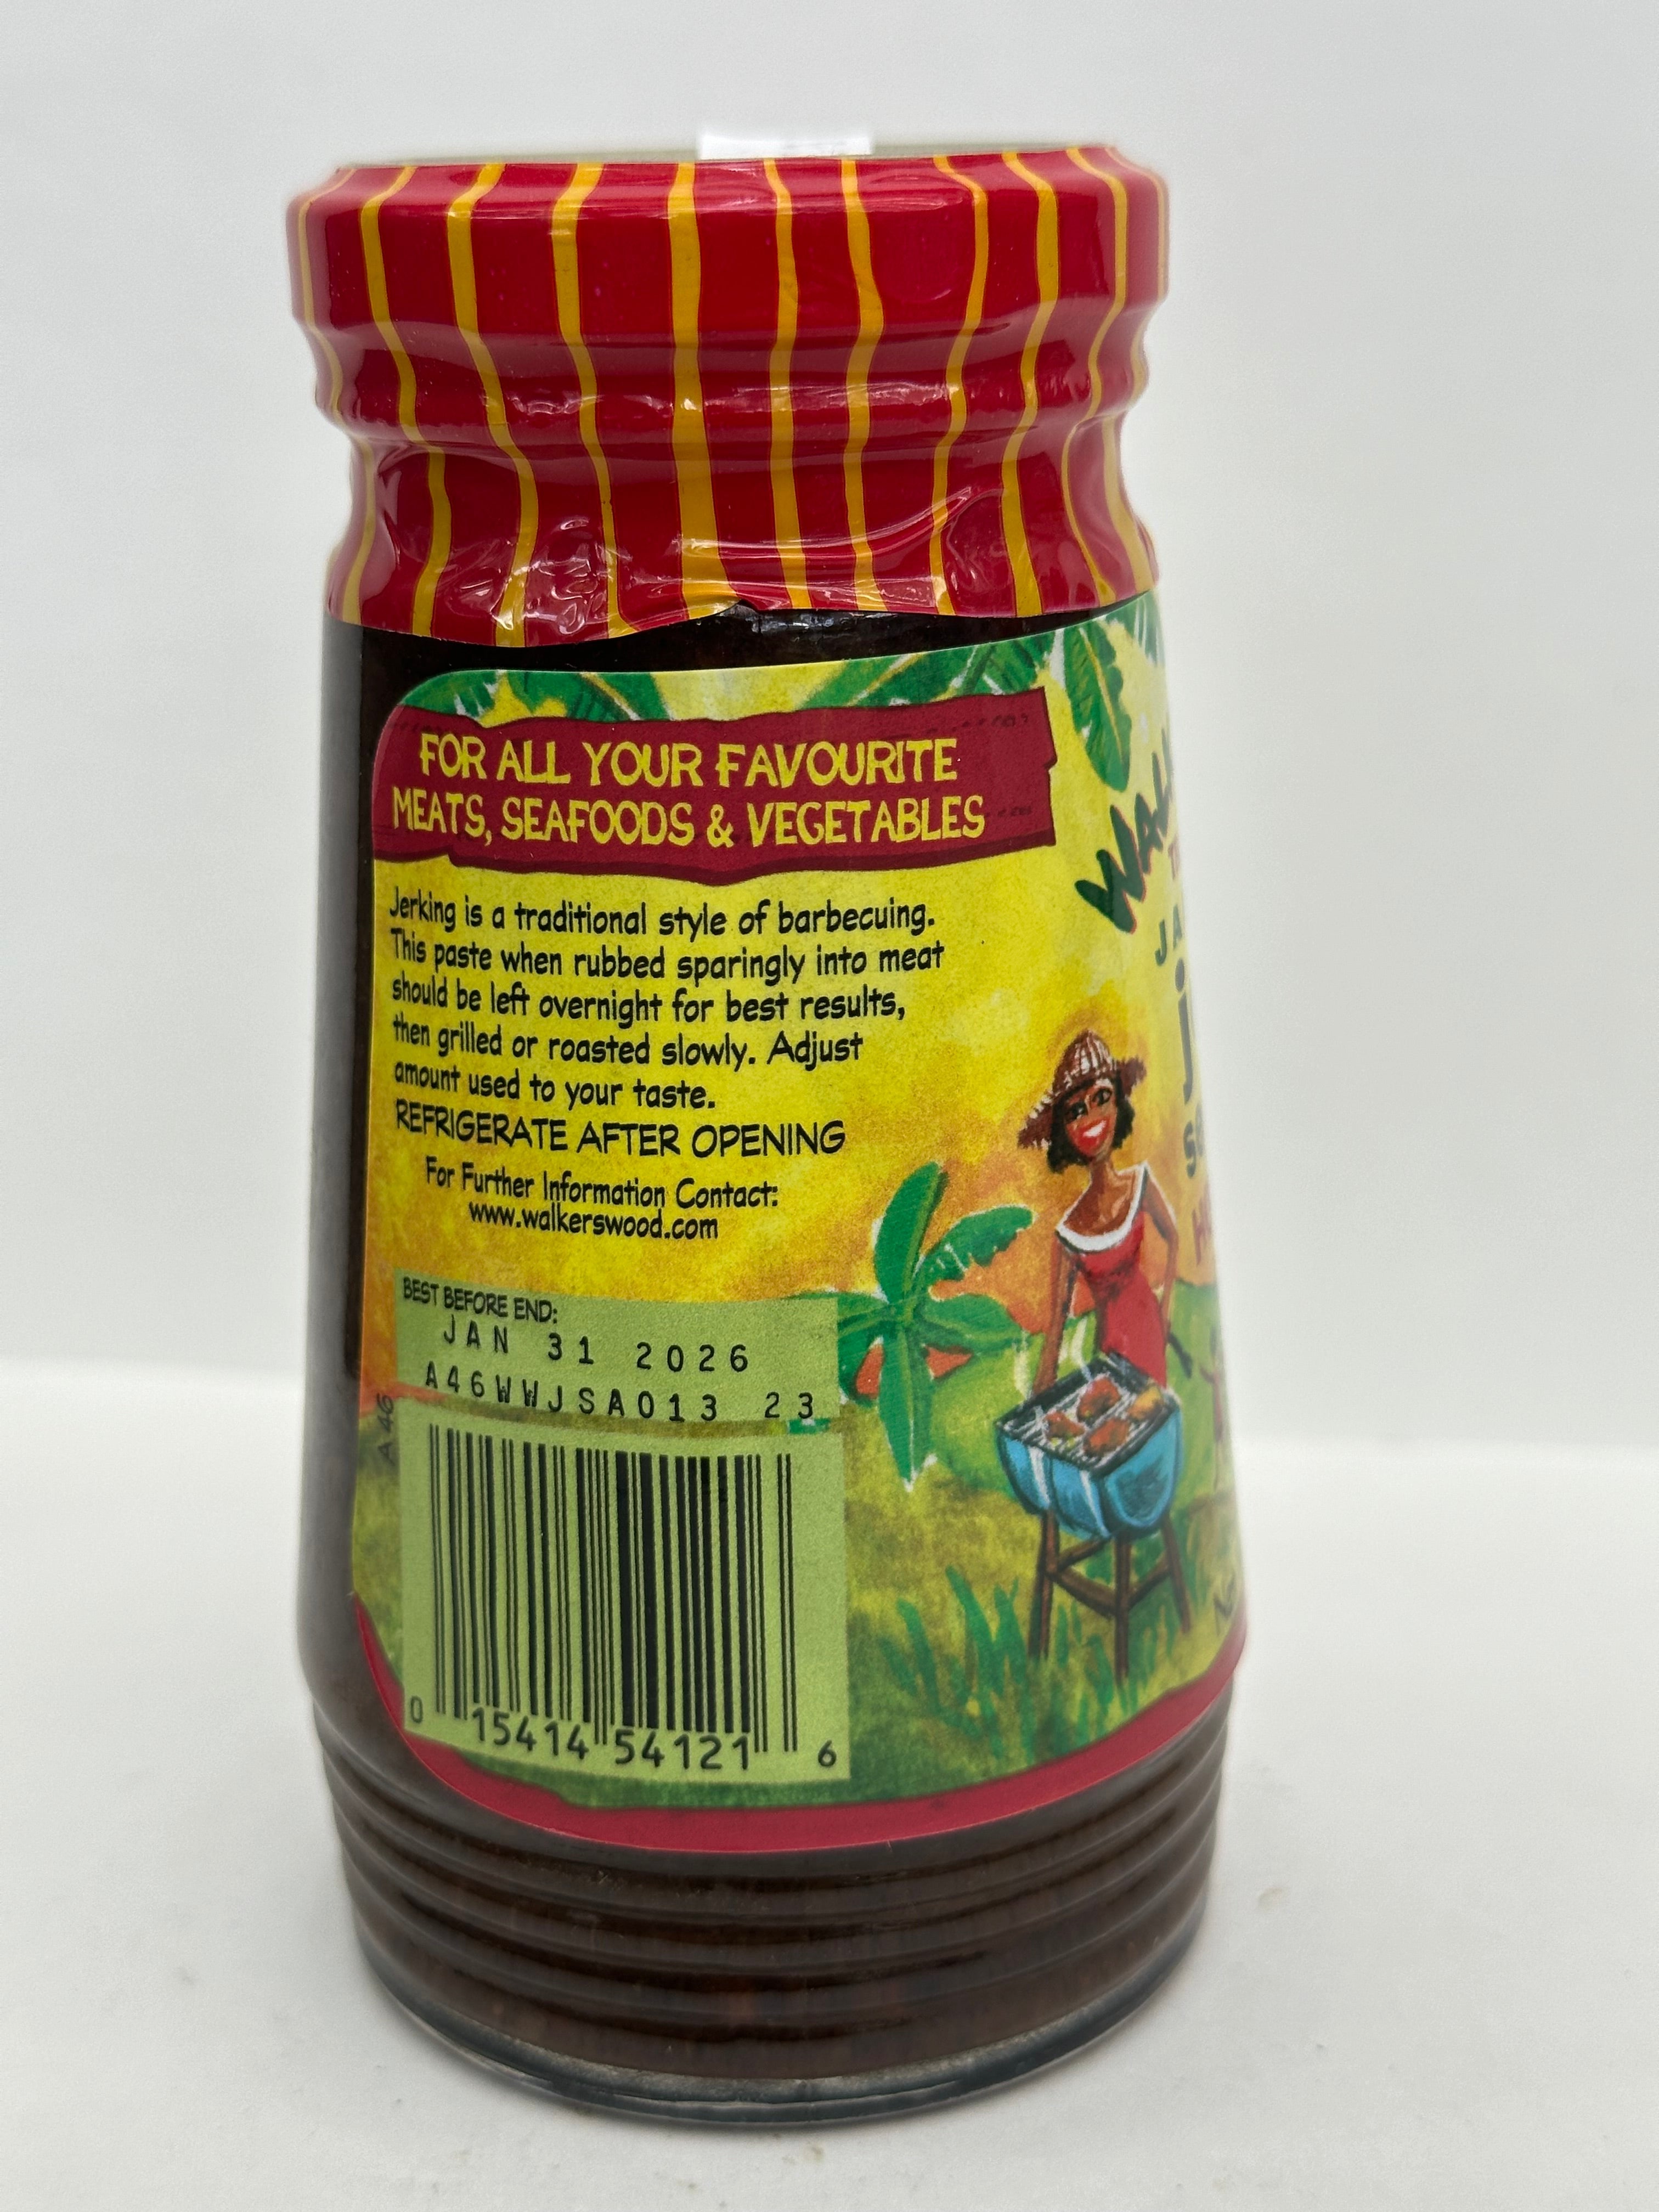 FOR ALL YOUR FAVOURITE
MEATS, SEAFOODS & VEGETABLES
Jerking is a traditional style of barbecuing.
This paste when rubbed sparingly into meat
should be left overnight for best results,
then grilled or roasted slowly. Adjust
amount used to your taste.
REFRIGERATE AFTER OPENING
For Further Information Contact:
www.walkerswood.com
BEST BEFORE END:
JAN 31 2026
A46WWJSA013 23
A 46
0 15414 54121 6